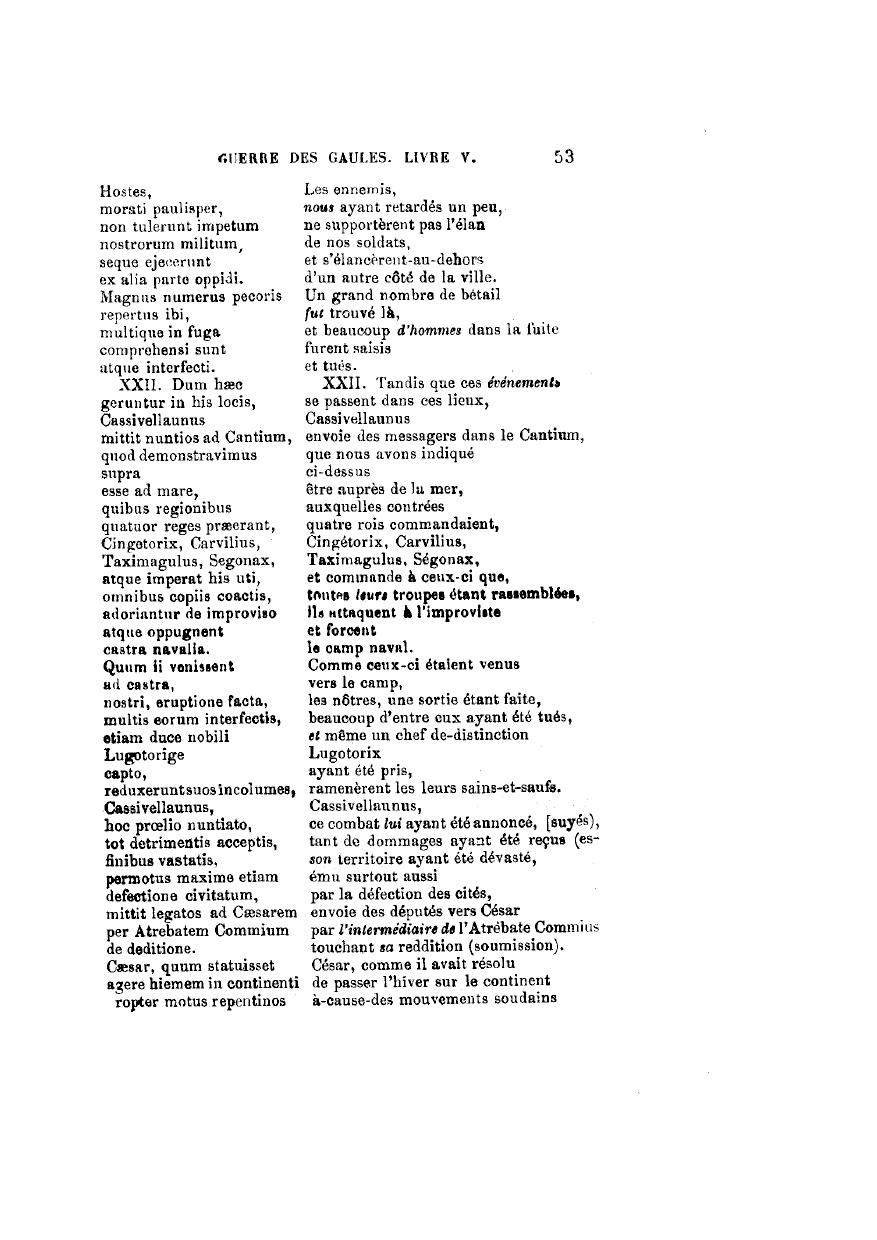 GUERRE DES GAULES. LIVRE V. 53
Hostes,
morati paulisper,
non tulerunt impetum
nostrorum militum,
seque ejecerunt
ex alia parte oppidi.
Magnus numerus pecoris
repertus ibi,
multique in fuga
comprehensi sunt
atque interfecti.
XXII. Dum hæc
geruntur in his locis,
Cassivellaunus
mittit nuntios ad Cantium,
quod demonstravimus
supra
esse ad mare,
quibus regionibus
quatuor reges præerant,
Cingetorix, Carvilius,
Taximagulus, Segonax,
atque imperat his uti,
omnibus copiis coactis,
adoriantur de improviso
atque oppugnent
castra navalia.
Quum ii venissent
ad castra,
nostri, eruptione facta,
multis eorum interfectis,
etiam duce nobili
Lugotorige
capto,
reduxerunt suos incolumes,
Cassivellaunus,
hoc prœlio nuntiato,
tot detrimentis acceptis,
finibus vastatis,
permotus maxime etiam
defectione civitatum,
mittit legatos ad Cæsarem
per Atrebatem Commium
de deditione.
Cæsar, quum statuisset
agere hiemem in continenti
ropter motus repentinos
Les ennemis,
nous ayant retardés un peu,
ne supportèrent pas l'élan
de nos soldats,
et s'élancèrent-au-dehors
d'un autre côté de la ville.
Un grand nombre de bétail
fut trouvé là,
et beaucoup d'hommes dans la fuite
furent saisis
et tués.
XXII. Tandis que ces événements
se passent dans ces lieux,
Cassivellaunus
envoie des messagers dans le Cantium,
que nous avons indiqué
ci-dessus
être auprès de la mer,
auxquelles contrées
quatre rois commandaient,
Cingétorix, Carvilius,
Taximagulus, Ségonax,
et commande à ceux-ci que,
toutes leurs troupes étant rassemblées,
ils attaquent à l'improviste
et forcent
le camp naval.
Comme ceux-ci étaient venus
vers le camp,
les nôtres, une sortie étant faite,
beaucoup d'entre eux ayant été tués,
et même un chef de-distinction
Lugotorix
ayant été pris,
ramenèrent les leurs sains-et-saufs.
Cassivellaunus,
ce combat lui ayant été annoncé, [suyés),
tant de dommages ayant été reçus (es-
son territoire ayant été dévasté,
ému surtout aussi
par la défection des cités,
envoie des députés vers César
par l'intermédiaire de l'Atrébate Commius
touchant sa reddition (soumission).
César, comme il avait résolu
de passer l'hiver sur le continent
à-cause-des mouvements soudains